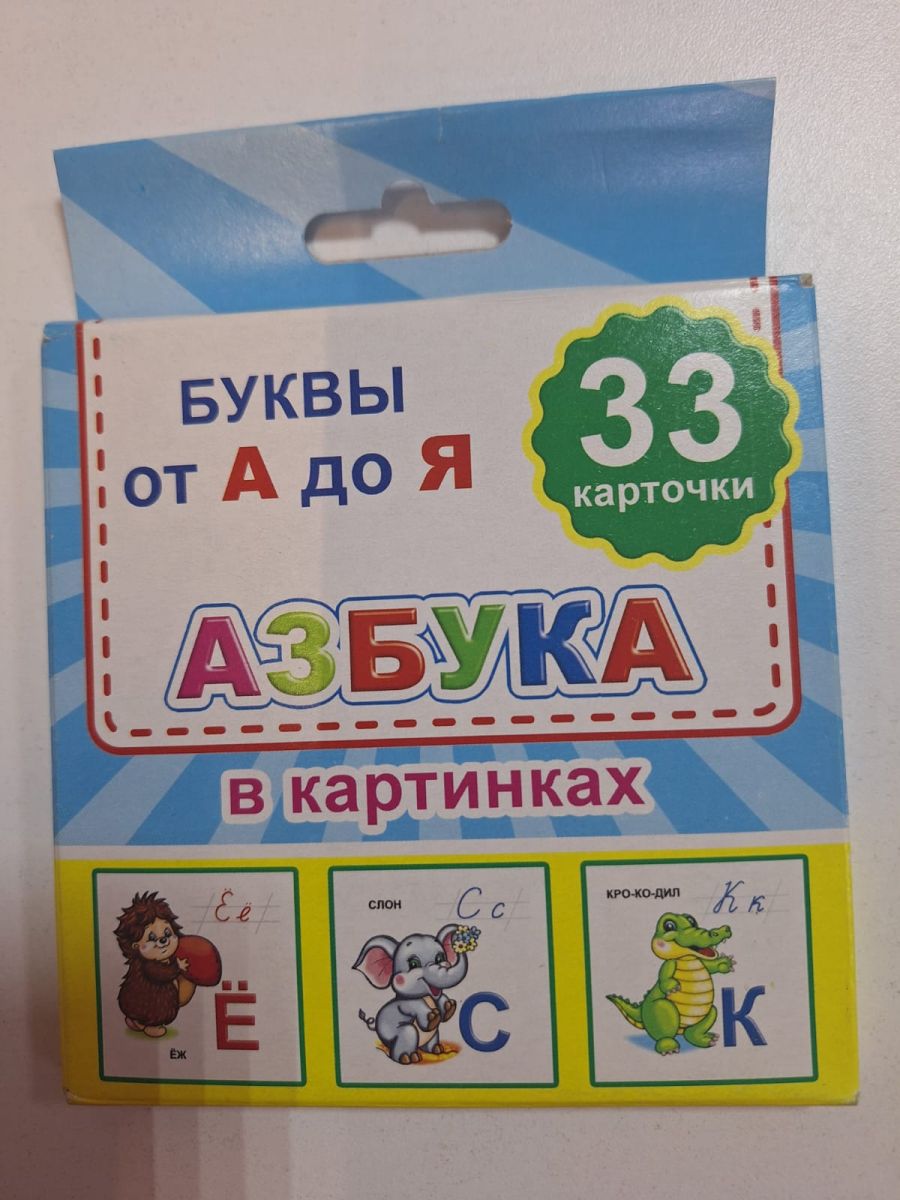 БУКВЫ
от А до Я
33
карточки
АЗБУКА
в картинках
Ёё
Ё
ЁЖ
СЛОН
Сс
С
КРО-КО-ДИЛ
Кк
К